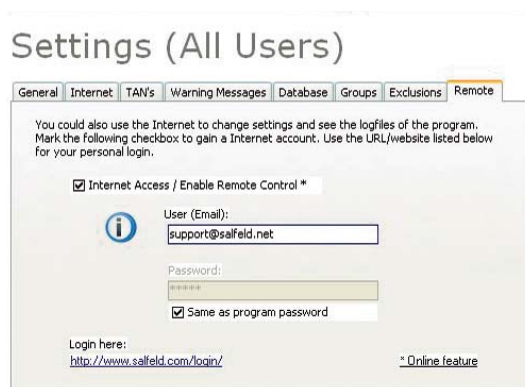 Settings (All Users)
General Internet TAN's Warning Messages Database Groups Exclusions Remote
You could also use the Internet to change settings and see the logfiles of the program.
Mark the following checkbox to gain a Internet account. Use the URL/website listed below
for your personal login.
Internet Access / Enable Remote Control *
User (Email):
support@salfeld.net
Password:
*****
Same as program password
Login here:
http://www.salfeld.com/login/
* Online feature